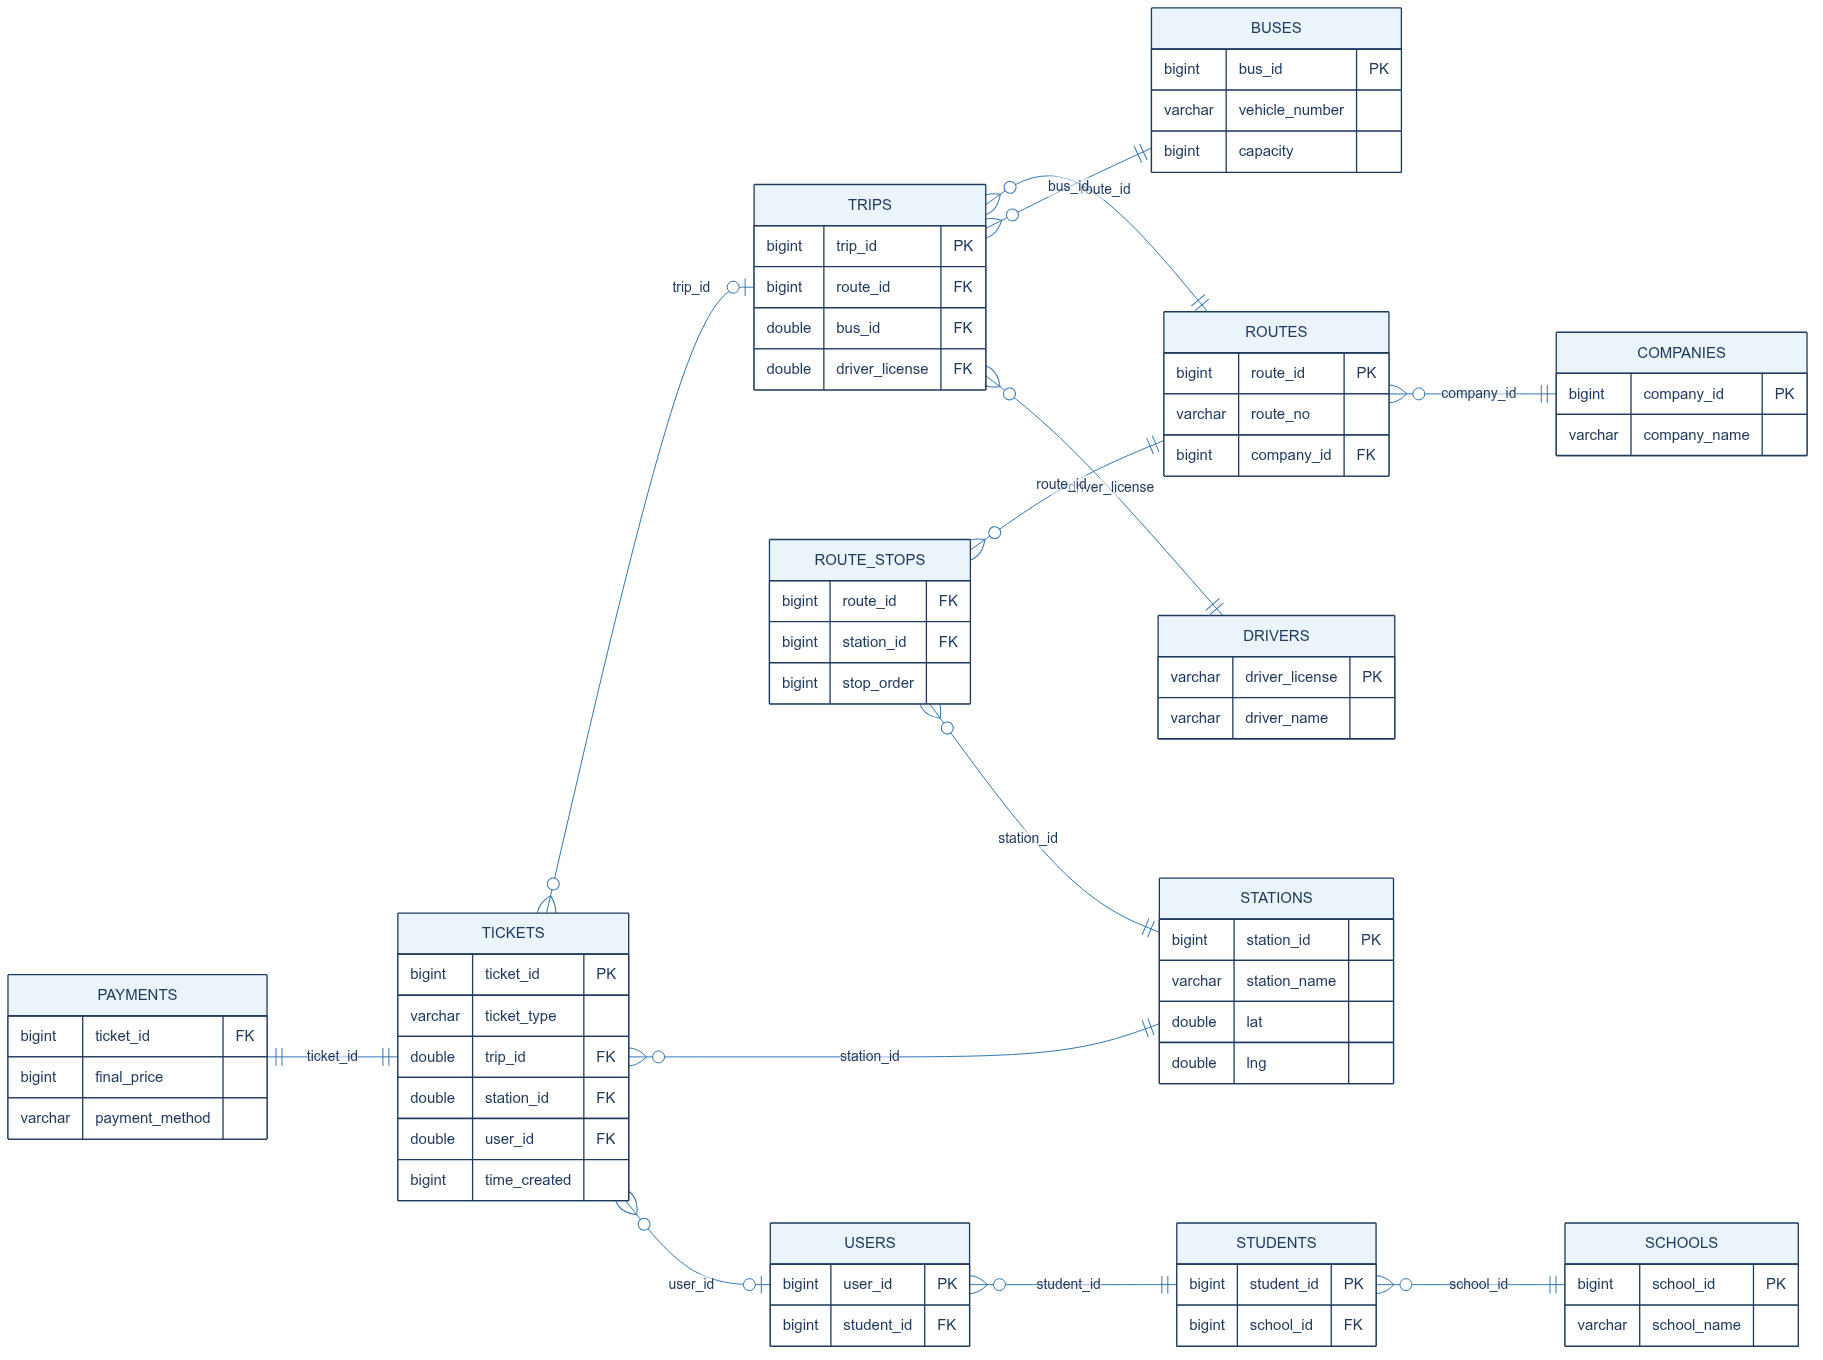 BUSES
bigint bus_id PK
varchar vehicle_number
bigint capacity
bus_id
route_id
TRIPS
bigint trip_id PK
bigint route_id FK
double bus_id FK
double driver_license FK
trip_id
ROUTES
bigint route_id PK
varchar route_no
bigint company_id FK
company_id
COMPANIES
bigint company_id PK
varchar company_name
route_id
driver_license
ROUTE_STOPS
bigint route_id FK
bigint station_id FK
bigint stop_order
DRIVERS
varchar driver_license PK
varchar driver_name
station_id
STATIONS
bigint station_id PK
varchar station_name
double lat
double lng
TICKETS
bigint ticket_id PK
varchar ticket_type
double trip_id FK
double station_id FK
double user_id FK
bigint time_created
PAYMENTS
bigint ticket_id FK
bigint final_price
varchar payment_method
ticket_id
station_id
user_id
USERS
bigint user_id PK
bigint student_id FK
student_id
STUDENTS
bigint student_id PK
bigint school_id FK
school_id
SCHOOLS
bigint school_id PK
varchar school_name